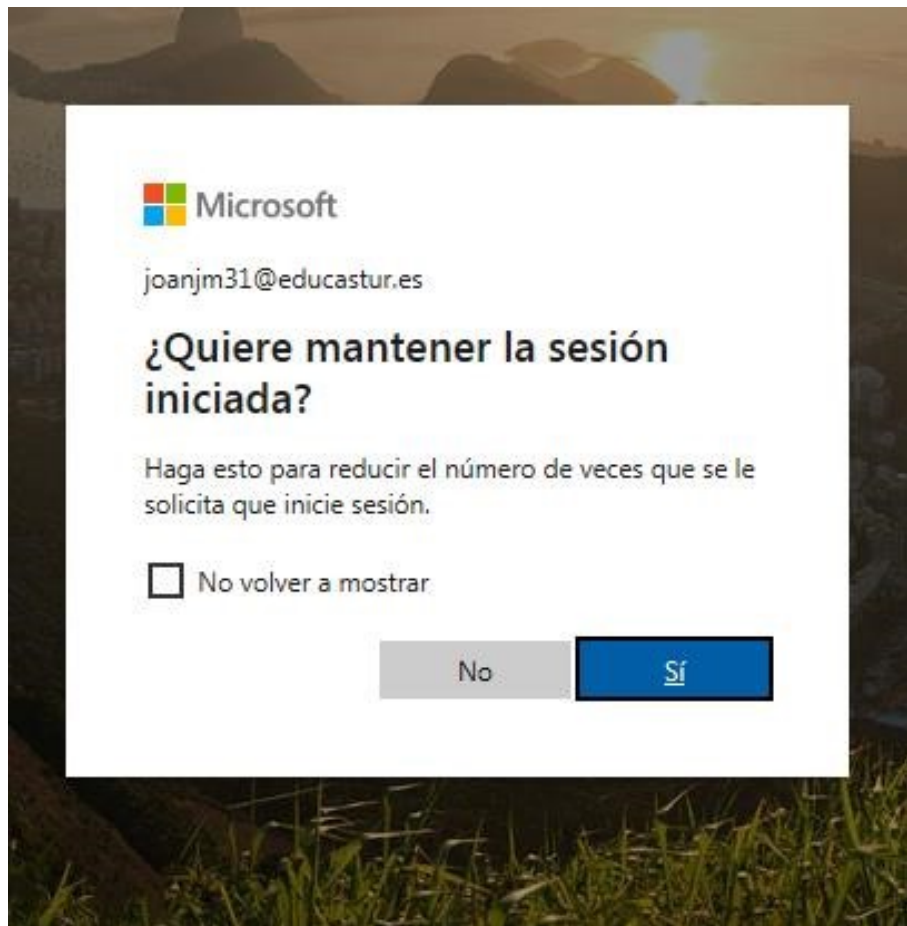 Microsoft
joanjm31@educastur.es
¿Quiere mantener la sesión
iniciada?
Haga esto para reducir el número de veces que se le
solicita que inicie sesión.
No volver a mostrar
No
Sí